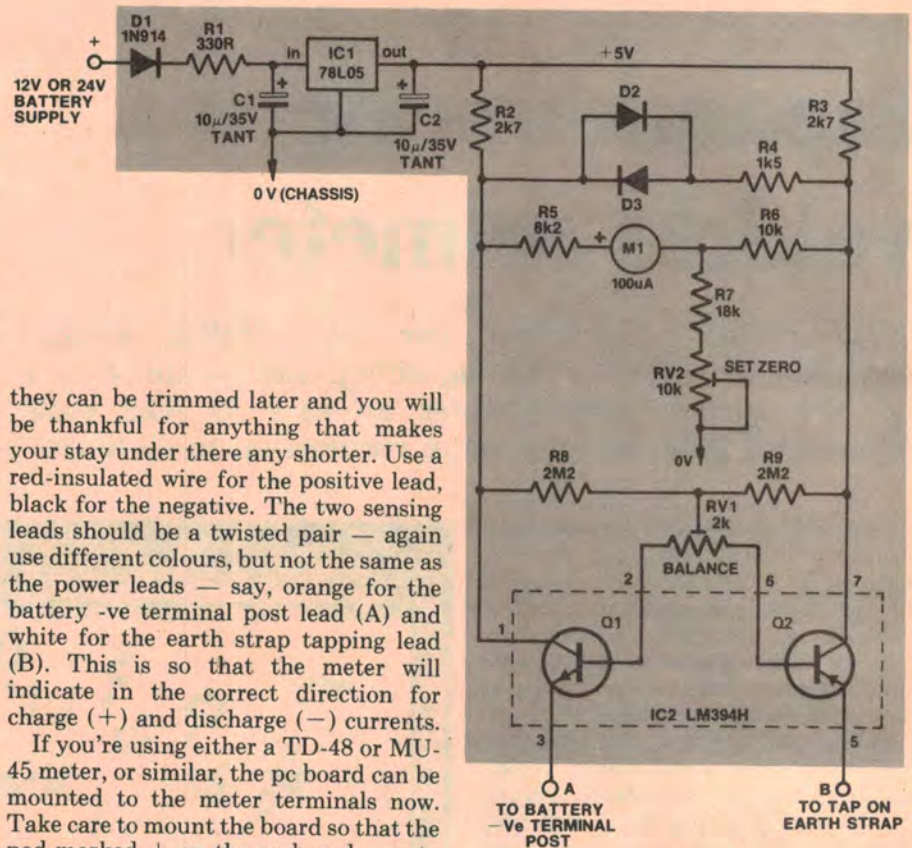 D1
1N914
R1
330R
+
in
IC1
78L05
out
+5V
12V OR 24V
BATTERY
SUPPLY
+
C1
10μ/35V
TANT
+
C2
10μ/35V
TANT
0 V (CHASSIS)
R2
2k7
D2
R3
2k7
R4
1k5
D3
R5
8k2
+
M1
100uA
R6
10k
R7
18k
RV2
10k
SET ZERO
0V
R8
2M2
R9
2M2
RV1
2k
BALANCE
2
6
7
1
Q1
Q2
IC2 LM394H
3
5
A
TO BATTERY
–Ve TERMINAL
POST
B
TO TAP ON
EARTH STRAP
they can be trimmed later and you will
be thankful for anything that makes
your stay under there any shorter. Use a
red-insulated wire for the positive lead,
black for the negative. The two sensing
leads should be a twisted pair — again
use different colours, but not the same as
the power leads — say, orange for the
battery -ve terminal post lead (A) and
white for the earth strap tapping lead
(B). This is so that the meter will
indicate in the correct direction for
charge (+) and discharge (−) currents.
If you're using either a TD-48 or MU-
45 meter, or similar, the pc board can be
mounted to the meter terminals now.
Take care to mount the board so that the